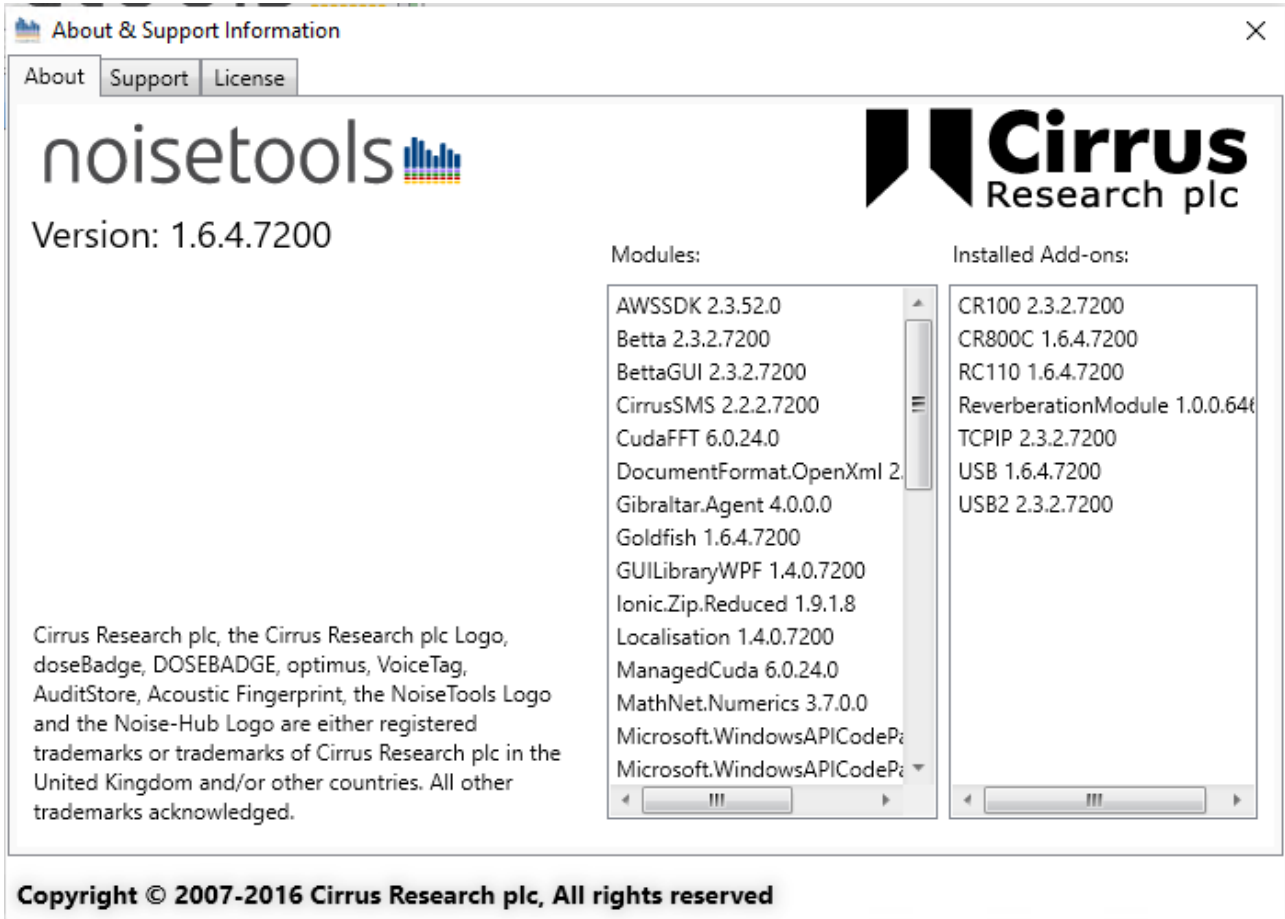 About & Support Information
About
Support
License
noisetools
Cirrus
Research plc
Version: 1.6.4.7200
Modules:
AWSSDK 2.3.52.0
Betta 2.3.2.7200
BettaGUI 2.3.2.7200
CirrusSMS 2.2.2.7200
CudaFFT 6.0.24.0
DocumentFormat.OpenXml 2.
Gibraltar.Agent 4.0.0.0
Goldfish 1.6.4.7200
GUILibraryWPF 1.4.0.7200
Ionic.Zip.Reduced 1.9.1.8
Localisation 1.4.0.7200
ManagedCuda 6.0.24.0
MathNet.Numerics 3.7.0.0
Microsoft.WindowsAPICodePa
Microsoft.WindowsAPICodePa
Installed Add-ons:
CR100 2.3.2.7200
CR800C 1.6.4.7200
RC110 1.6.4.7200
ReverberationModule 1.0.0.646
TCPIP 2.3.2.7200
USB 1.6.4.7200
USB2 2.3.2.7200
Cirrus Research plc, the Cirrus Research plc Logo,
doseBadge, DOSEBADGE, optimus, VoiceTag,
AuditStore, Acoustic Fingerprint, the NoiseTools Logo
and the Noise-Hub Logo are either registered
trademarks or trademarks of Cirrus Research plc in the
United Kingdom and/or other countries. All other
trademarks acknowledged.
Copyright © 2007-2016 Cirrus Research plc, All rights reserved